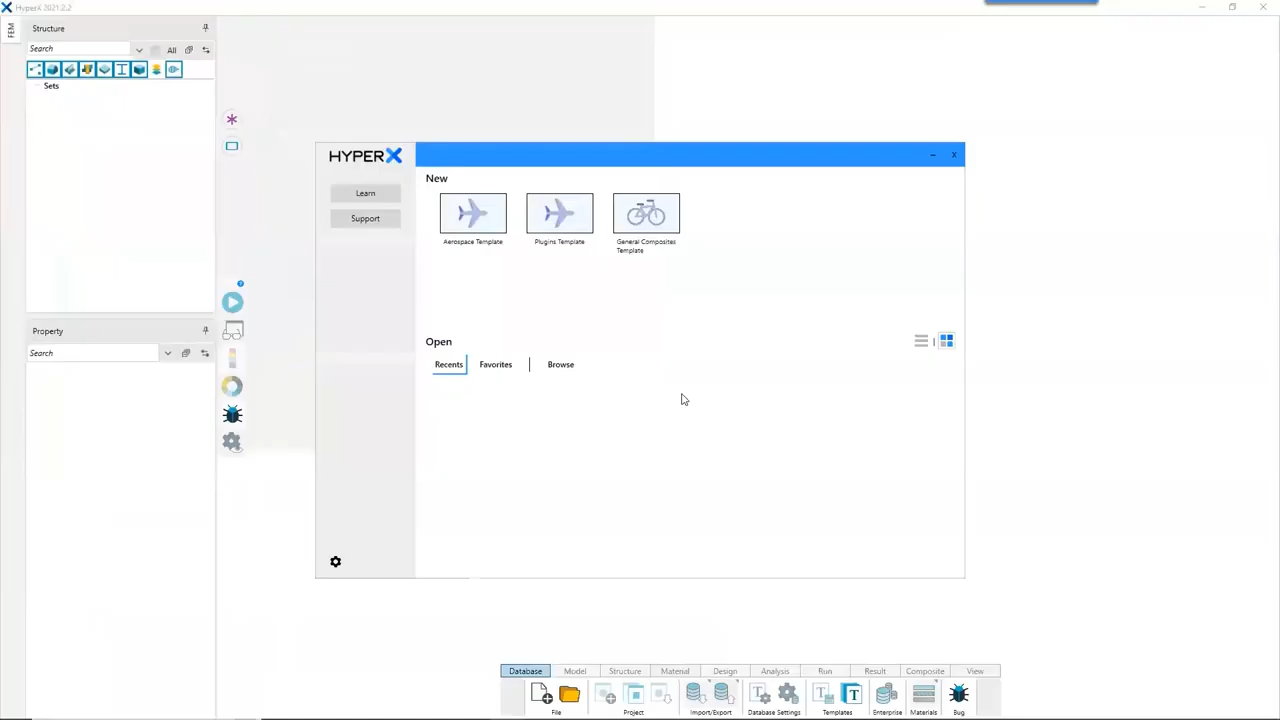 HyperX 2021.2.2
FEM
Structure
Search
All
Sets
Property
Search
HYPERX
Learn
Support
New
Aerospace Template
Plugins Template
General Composites
Template
Open
Recents Favorites Browse
Database Model Structure Material Design Analysis Run Result Composite View
File Project Import/Export Database Settings Templates Enterprise Materials Bug